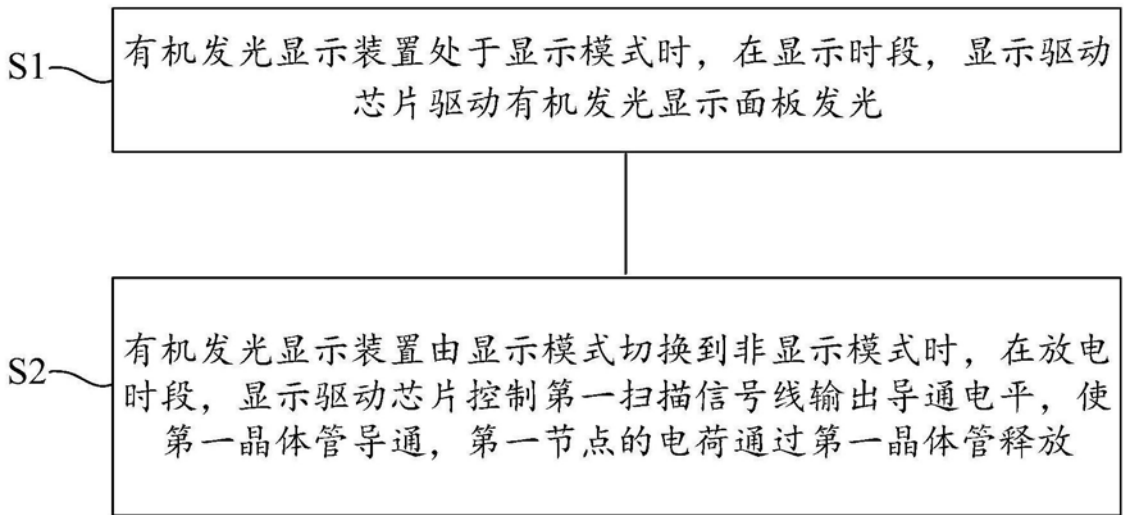 S1
有机发光显示装置处于显示模式时，在显示时段，显示驱动
芯片驱动有机发光显示面板发光
S2
有机发光显示装置由显示模式切换到非显示模式时，在放电
时段，显示驱动芯片控制第一扫描信号线输出导通电平，使
第一晶体管导通，第一节点的电荷通过第一晶体管释放